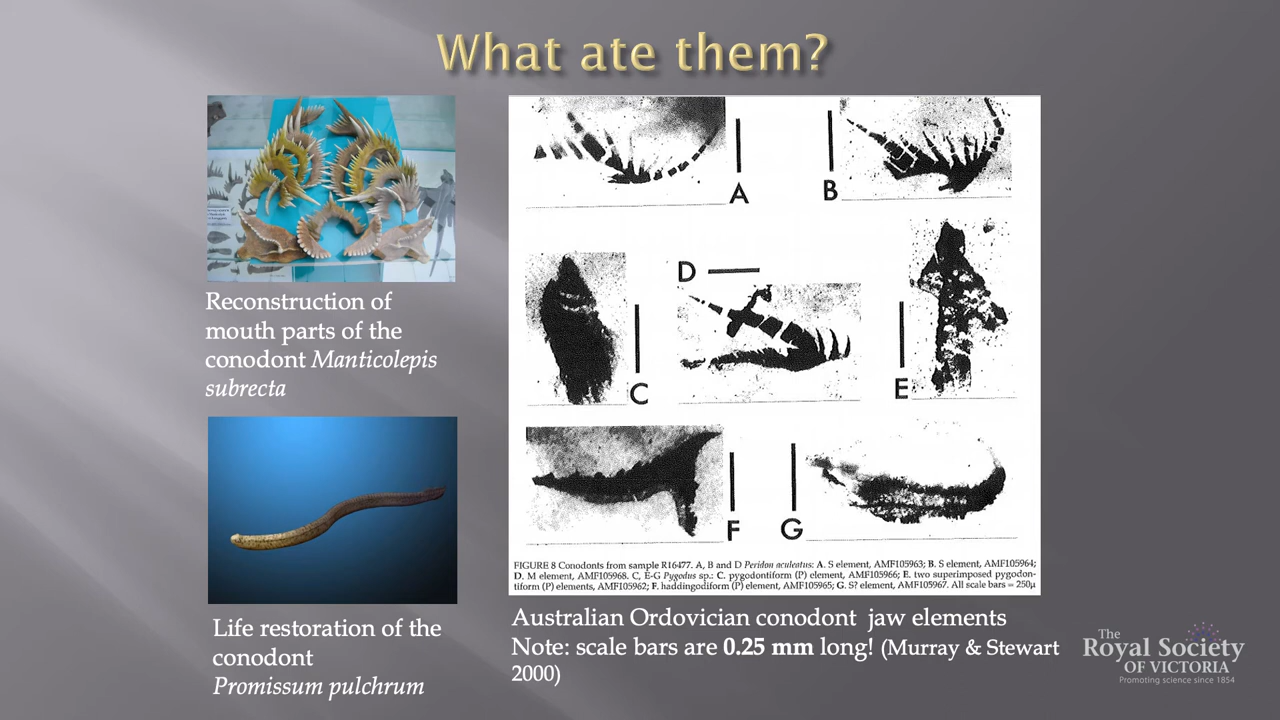 What ate them?
Reconstruction of
mouth parts of the
conodont Manticolepis
subrecta
Life restoration of the
conodont
Promissum pulchrum
A
B
C
D
E
F
G
FIGURE 8 Conodonts from sample R16477. A, B and D Peridon aculeatus: A. S element, AMF105963; B. S element, AMF105964;
D. M element, AMF105968. C, E-G Pygodus sp.: C. pygodontiform (P) element, AMF105966; E. two superimposed pygodon-
tiform (P) elements, AMF105962; F. haddingodiform (P) element, AMF105965; G. S? element, AMF105967. All scale bars = 250μ
Australian Ordovician conodont jaw elements
Note: scale bars are 0.25 mm long! (Murray & Stewart
2000)
The
Royal Society
OF VICTORIA
Promoting science since 1854